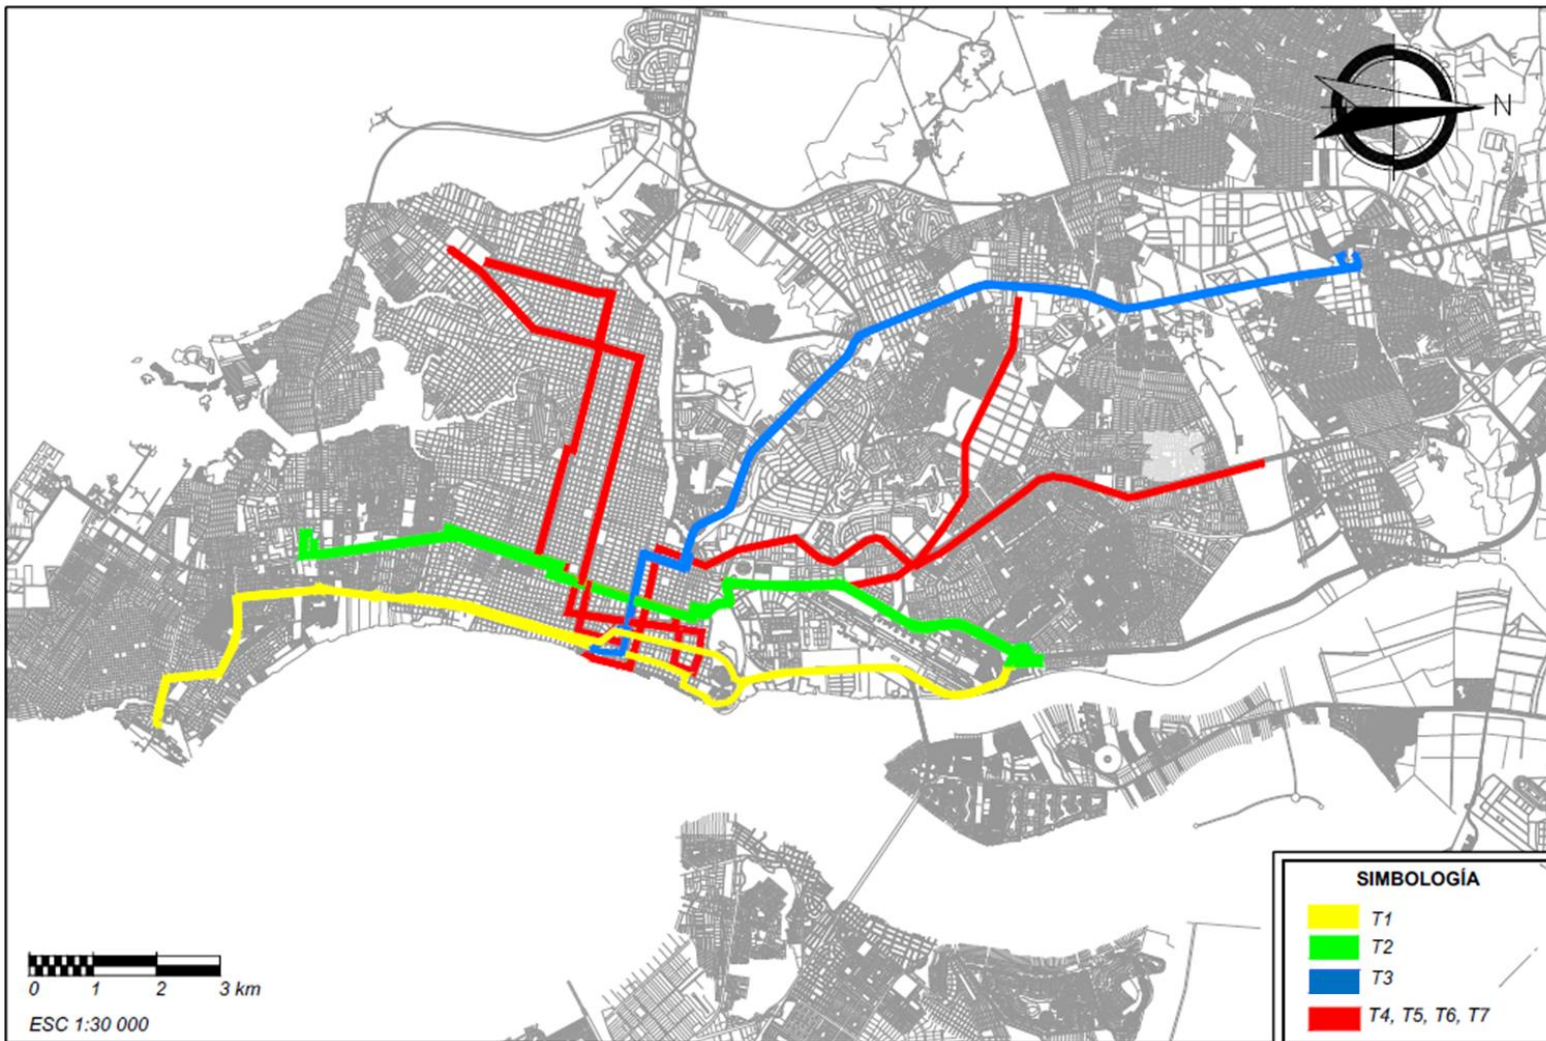 N
SIMBOLOGÍA
T1
T2
T3
T4, T5, T6, T7
0 1 2 3 km
ESC 1:30 000